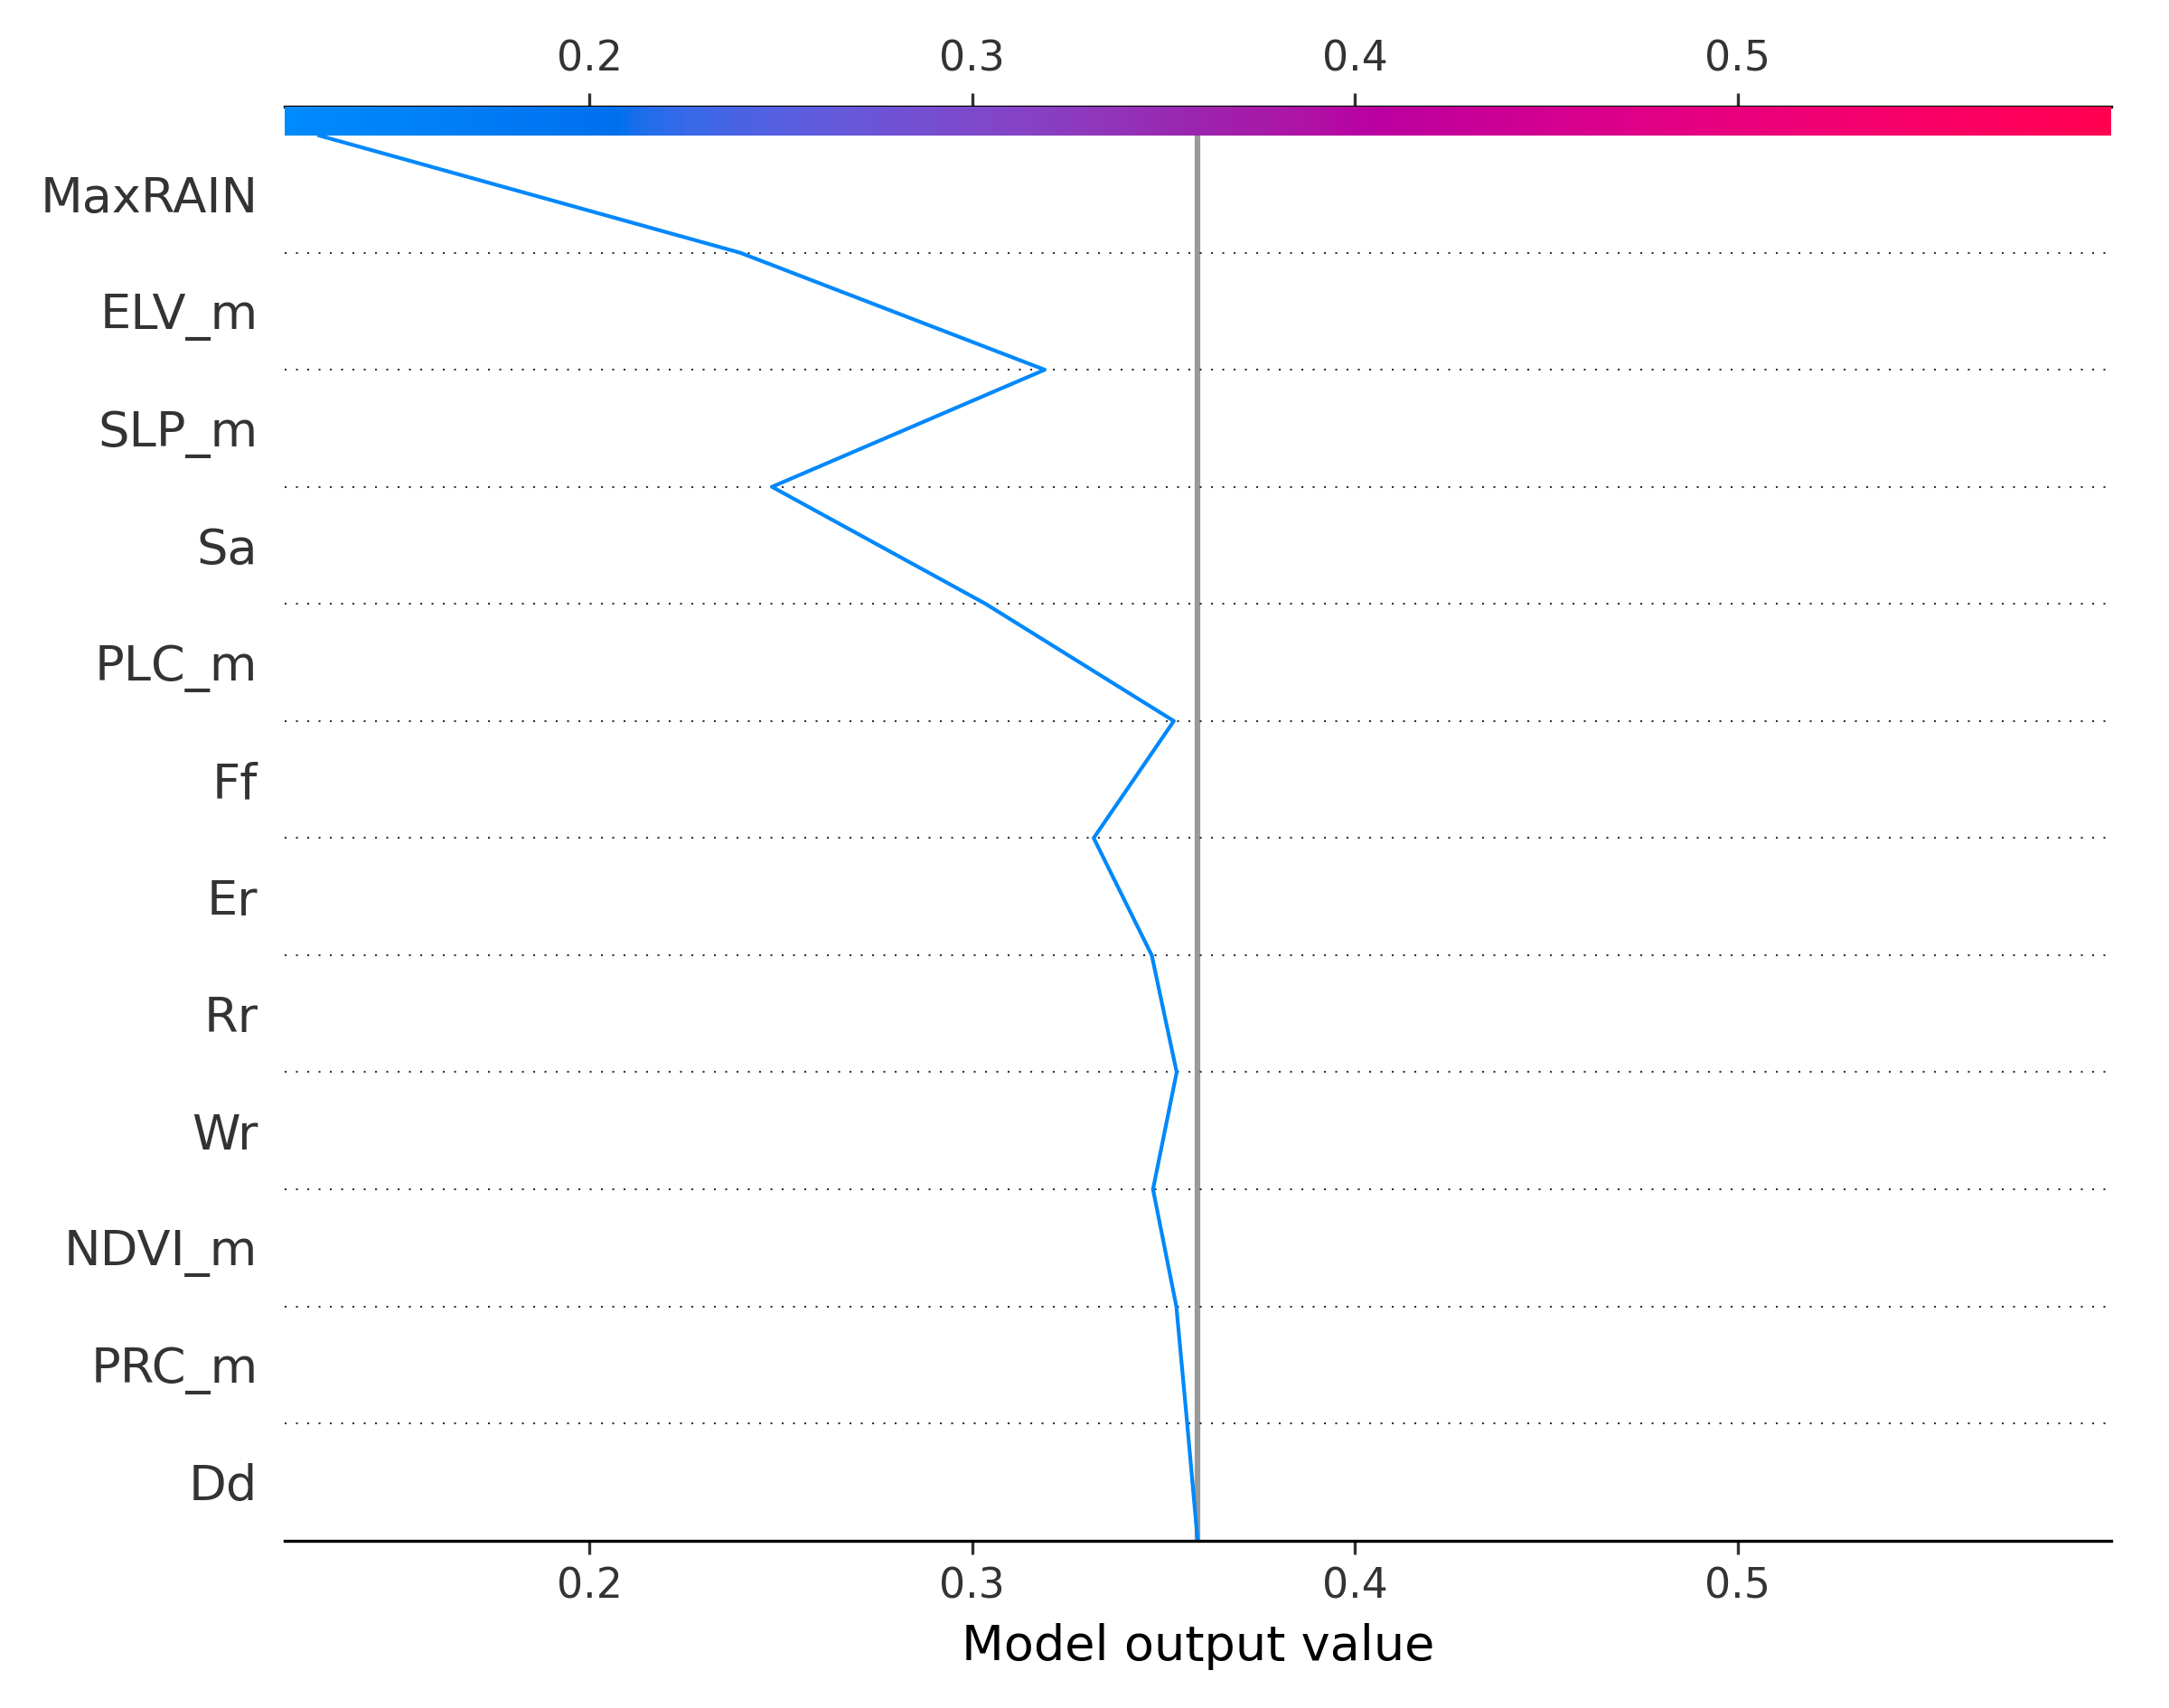 0.2 0.3 0.4 0.5
MaxRAIN
ELV_m
SLP_m
Sa
PLC_m
Ff
Er
Rr
Wr
NDVI_m
PRC_m
Dd
0.2 0.3 0.4 0.5
Model output value